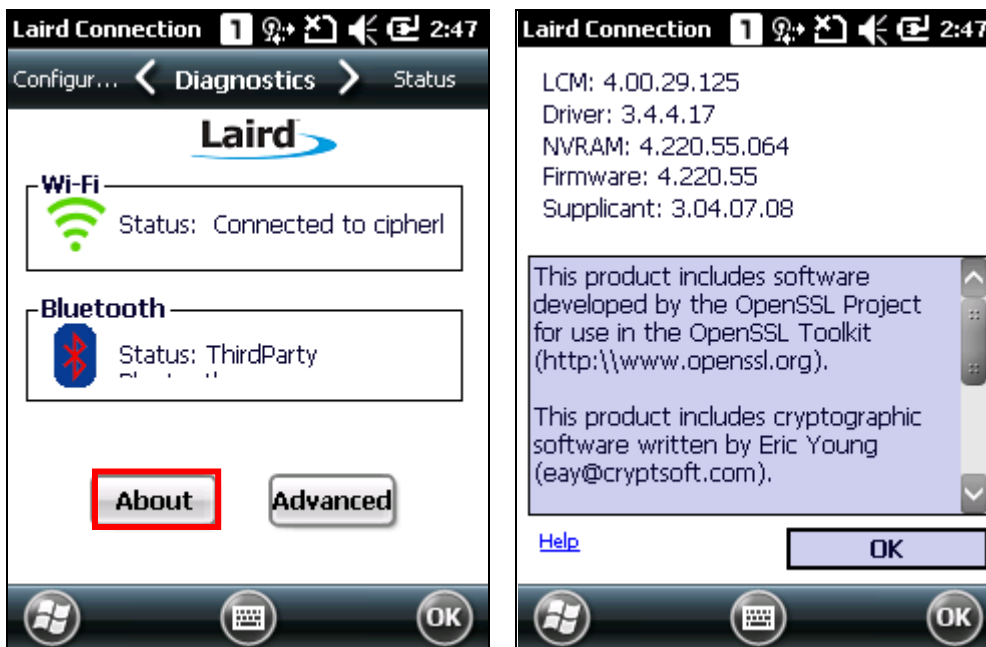 Laird Connection 1 2:47
Configur... Diagnostics Status
Laird
Wi-Fi
Status: Connected to cipherl
Bluetooth
Status: ThirdParty
About Advanced
OK
Laird Connection 1 2:47
LCM: 4.00.29.125
Driver: 3.4.4.17
NVRAM: 4.220.55.064
Firmware: 4.220.55
Supplicant: 3.04.07.08
This product includes software
developed by the OpenSSL Project
for use in the OpenSSL Toolkit
(http:\\www.openssl.org).
This product includes cryptographic
software written by Eric Young
(eay@cryptsoft.com).
Help OK
OK